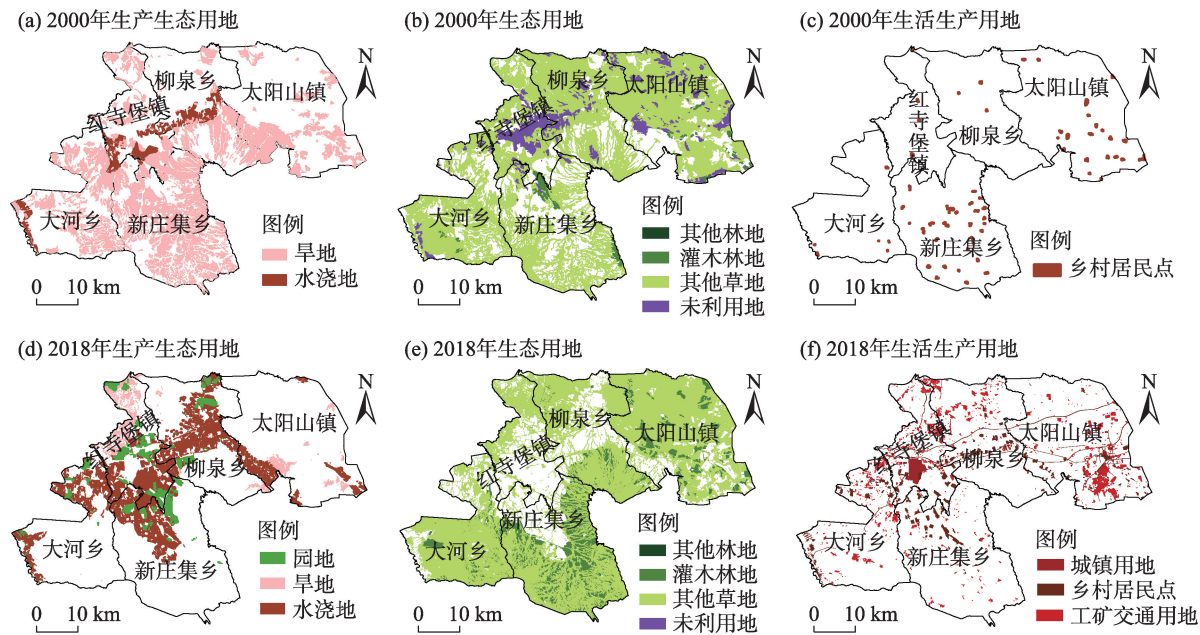 (a) 2000年生产生态用地
N
柳泉乡
太阳山镇
红寺堡镇
大河乡
新庄集乡
图例
旱地
水浇地
0 10 km
(b) 2000年生态用地
N
柳泉乡
太阳山镇
红寺堡镇
大河乡
新庄集乡
图例
其他林地
灌木林地
其他草地
未利用地
0 10 km
(c) 2000年生活生产用地
N
太阳山镇
红寺堡镇
柳泉乡
大河乡
新庄集乡
图例
乡村居民点
0 10 km
(d) 2018年生产生态用地
N
太阳山镇
红寺堡镇
柳泉乡
大河乡
新庄集乡
图例
园地
旱地
水浇地
0 10 km
(e) 2018年生态用地
N
柳泉乡
太阳山镇
红寺堡镇
新庄集乡
大河乡
图例
其他林地
灌木林地
其他草地
未利用地
0 10 km
(f) 2018年生活生产用地
N
太阳山镇
红寺堡镇
柳泉乡
大河乡
新庄集乡
图例
城镇用地
乡村居民点
工矿交通用地
0 10 km